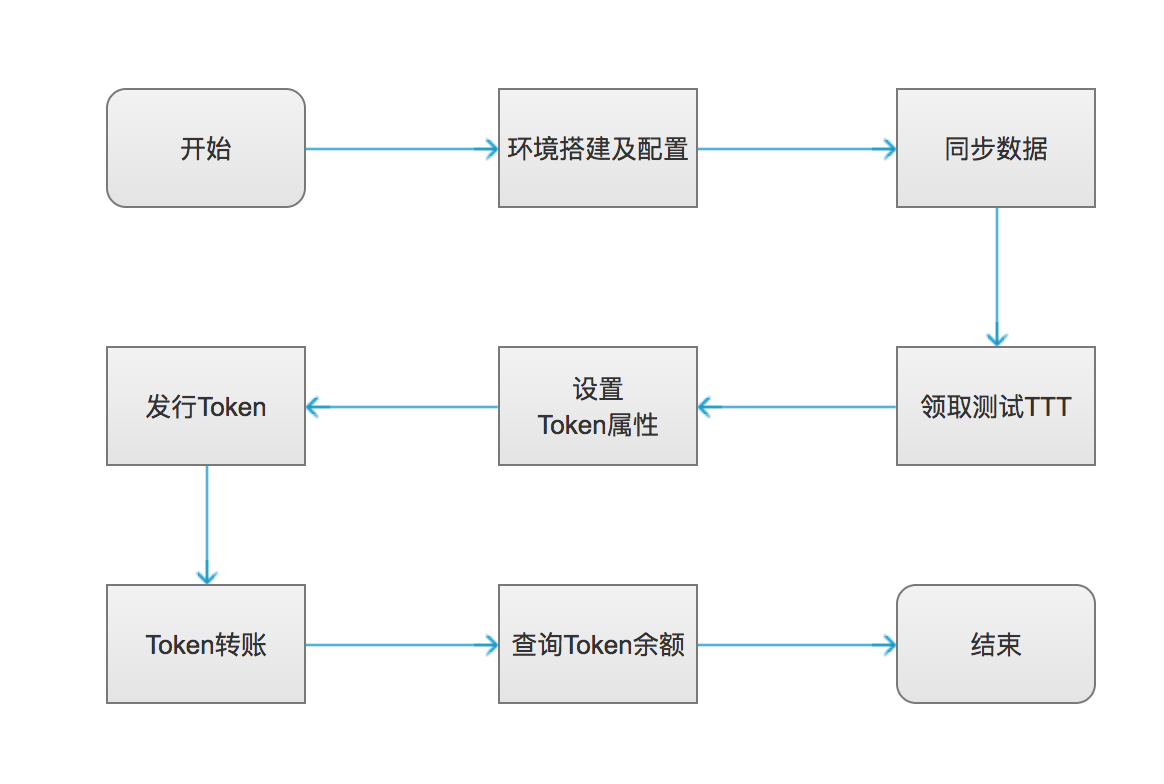 开始
环境搭建及配置
同步数据
领取测试TTT
设置
Token属性
发行Token
Token转账
查询Token余额
结束